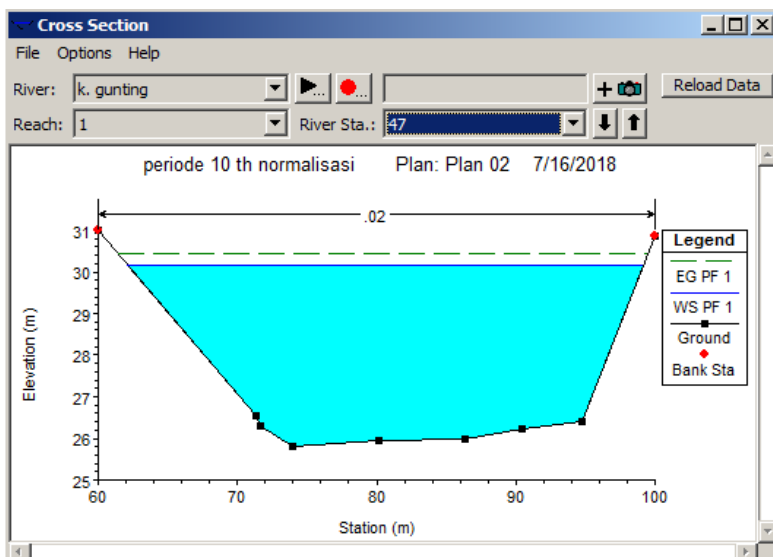 Cross Section
File Options Help
River: k. gunting Reload Data
Reach: 1 River Sta.: 47
periode 10 th normalisasi Plan: Plan 02 7/16/2018
.02
31
30
29
28
27
26
25
60 70 80 90 100
Elevation (m)
Station (m)
Legend
EG PF 1
WS PF 1
Ground
Bank Sta